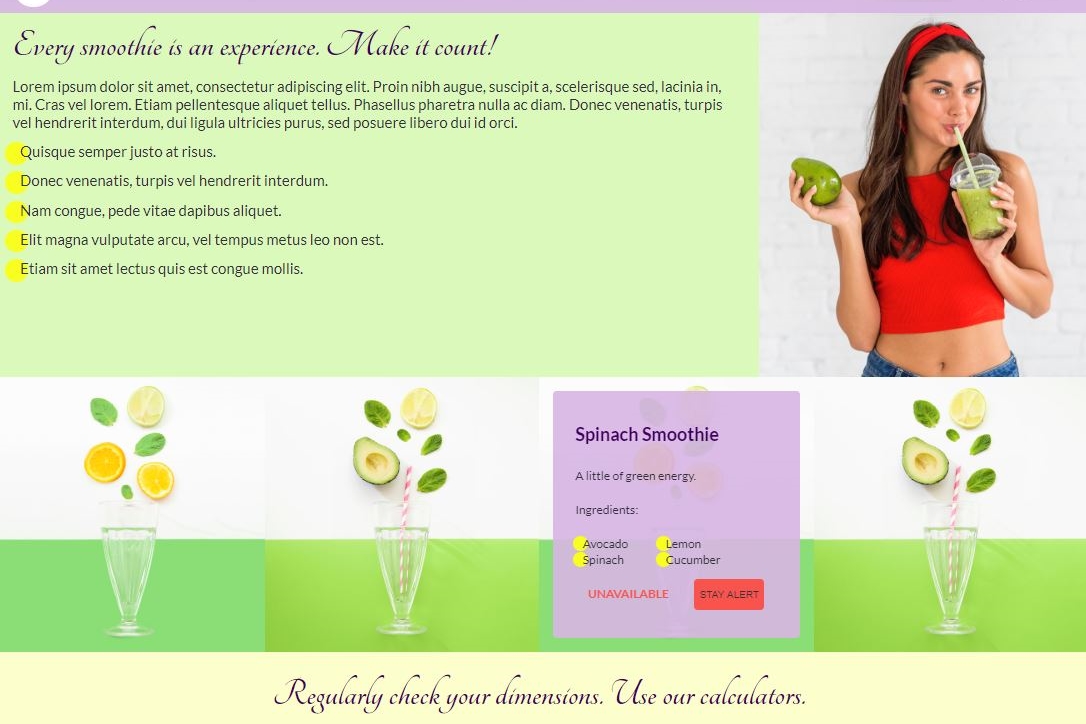 Every smoothie is an experience. Make it count!
Lorem ipsum dolor sit amet, consectetur adipiscing elit. Proin nibh augue, suscipit a, scelerisque sed, lacinia in,
mi. Cras vel lorem. Etiam pellentesque aliquet tellus. Phasellus pharetra nulla ac diam. Donec venenatis, turpis
vel hendrerit interdum, dui ligula ultricies purus, sed posuere libero dui id orci.
Quisque semper justo at risus.
Donec venenatis, turpis vel hendrerit interdum.
Nam congue, pede vitae dapibus aliquet.
Elit magna vulputate arcu, vel tempus metus leo non est.
Etiam sit amet lectus quis est congue mollis.
Spinach Smoothie
A little of green energy.
Ingredients:
Avocado Lemon
Spinach Cucumber
UNAVAILABLE STAY ALERT
Regularly check your dimensions. Use our calculators.